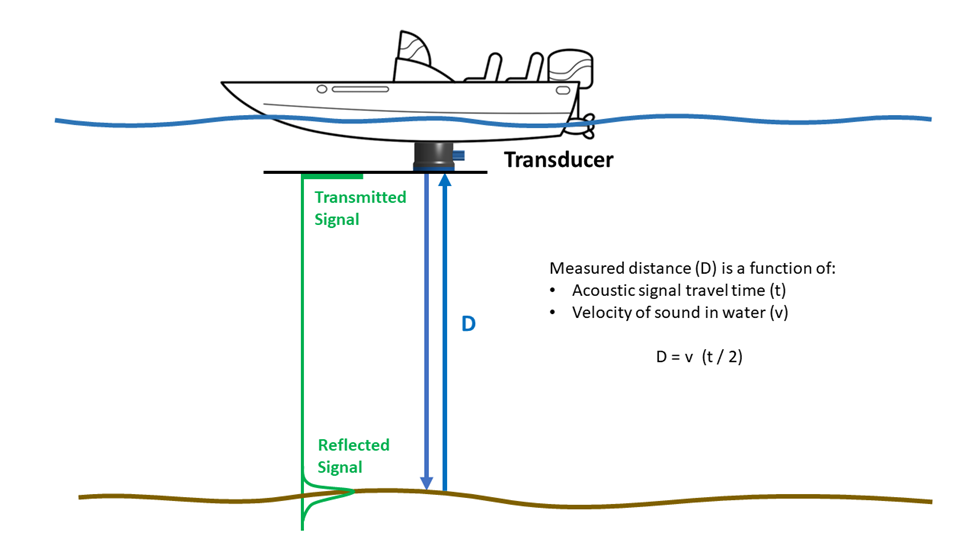 Transducer
Transmitted
Signal
Measured distance (D) is a function of:
• Acoustic signal travel time (t)
• Velocity of sound in water (v)
D
D = v (t / 2)
Reflected
Signal